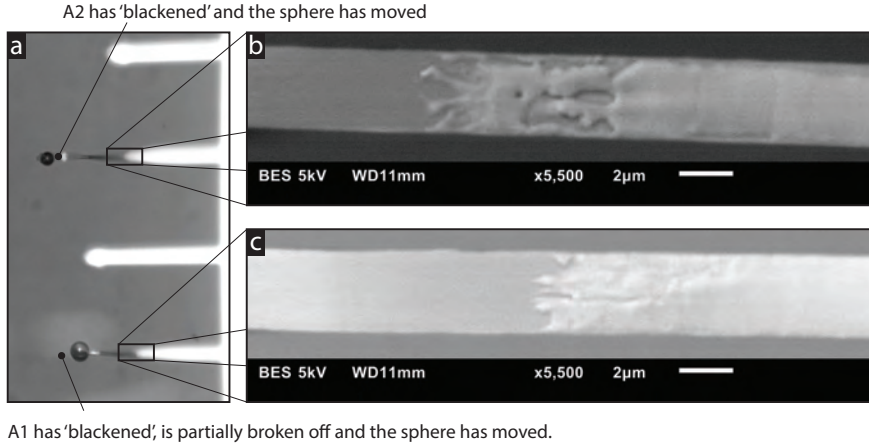 A2 has ‘blackened’ and the sphere has moved
a
b
BES 5kV WD11mm x5,500 2µm
c
BES 5kV WD11mm x5,500 2µm
A1 has ‘blackened’, is partially broken off and the sphere has moved.